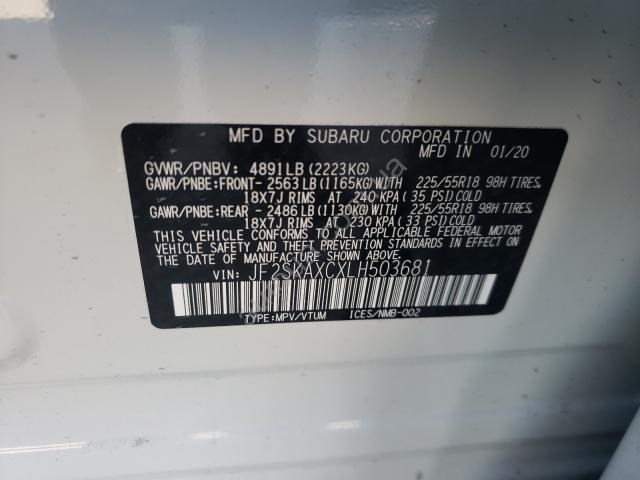 MFD BY SUBARU CORPORATION
MFD IN 01/20
GVWR/PNBV: 4891LB(2223KG)
GAWR/PNBE:FRONT- 2563LB(1165KG)WITH 225/55R18 98H TIRES,
18X7J RIMS AT 240 KPA( 35 PSI)COLD
GAWR/PNBE:REAR - 2486LB(1130KG)WITH 225/55R18 98H TIRES,
18X7J RIMS AT 230 KPA( 33 PSI)COLD
THIS VEHICLE CONFORMS TO ALL APPLICABLE FEDERAL MOTOR
VEHICLE SAFETY AND THEFT PREVENTION STANDARDS IN EFFECT
ON THE DATE OF MANUFACTURE SHOWN ABOVE.
VIN: JF2SKAXCXLH503681
TYPE:MPV/VTUM ICES/NMB-002